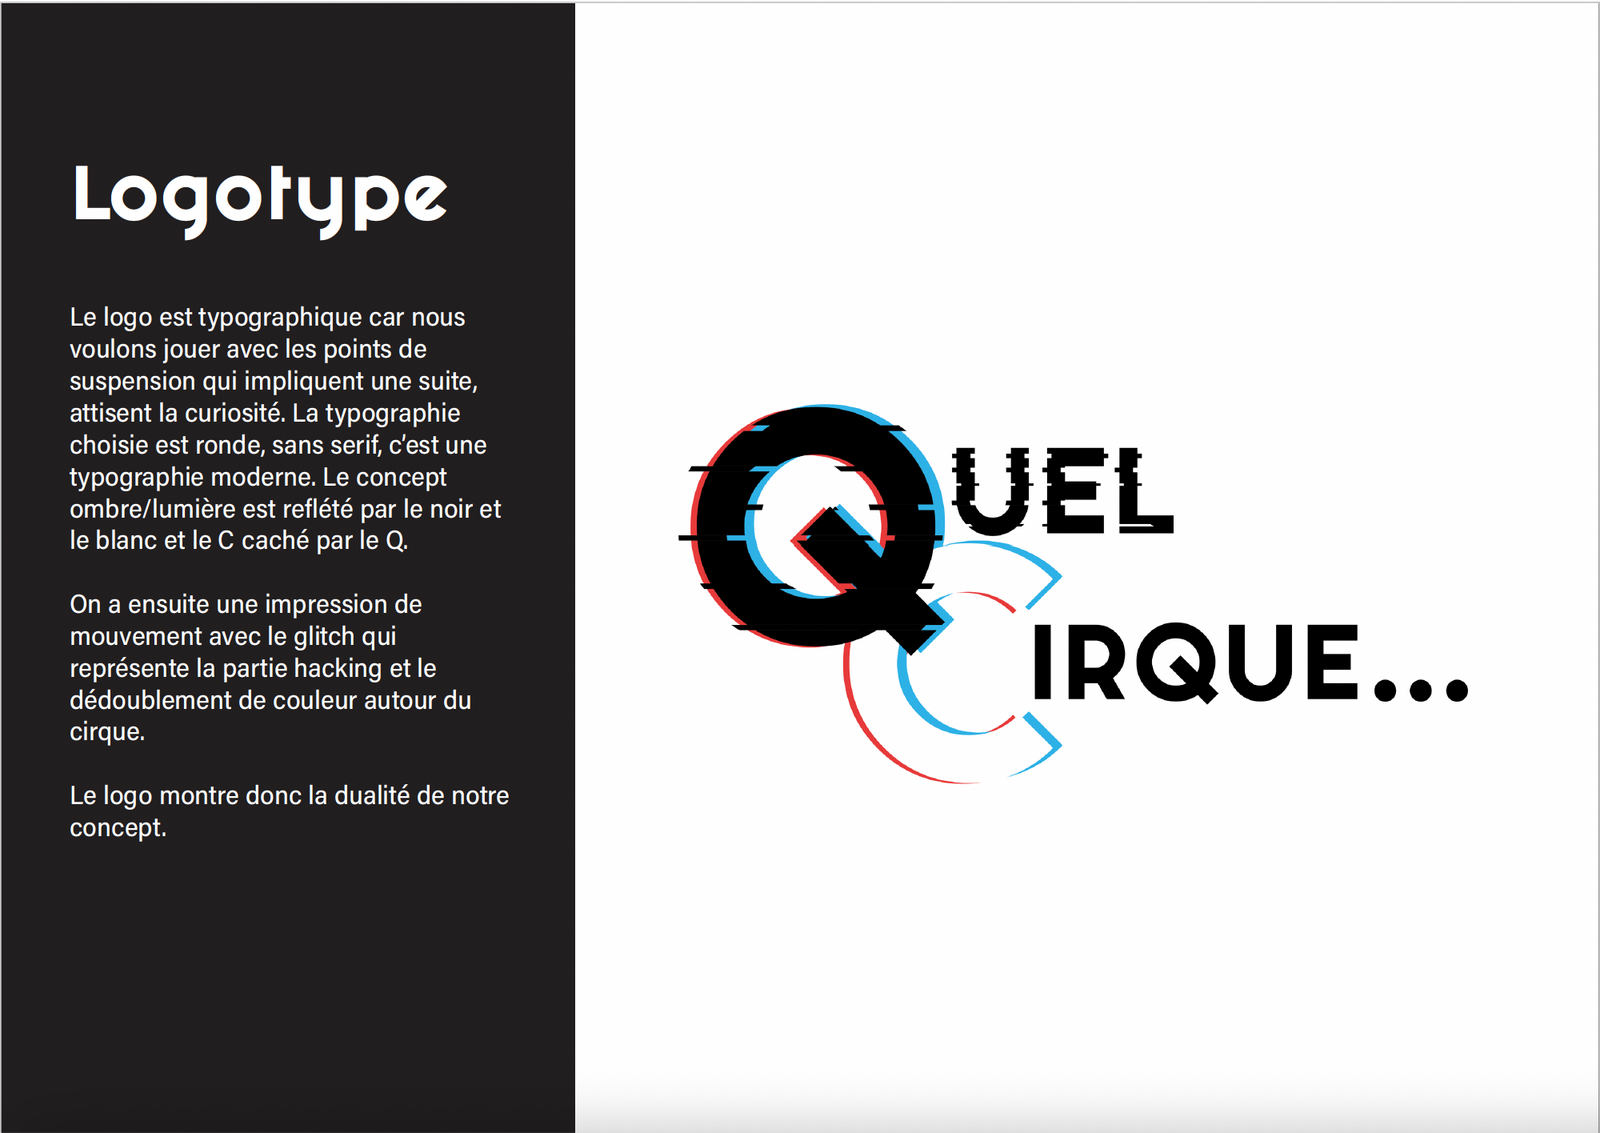 Logotype
Le logo est typographique car nous
voulons jouer avec les points de
suspension qui impliquent une suite,
attisent la curiosité. La typographie
choisie est ronde, sans serif, c'est une
typographie moderne. Le concept
ombre/lumière est reflété par le noir et
le blanc et le C caché par le Q.
On a ensuite une impression de
mouvement avec le glitch qui
représente la partie hacking et le
dédoublement de couleur autour du
cirque.
Le logo montre donc la dualité de notre
concept.
QUEL
CIRQUE...